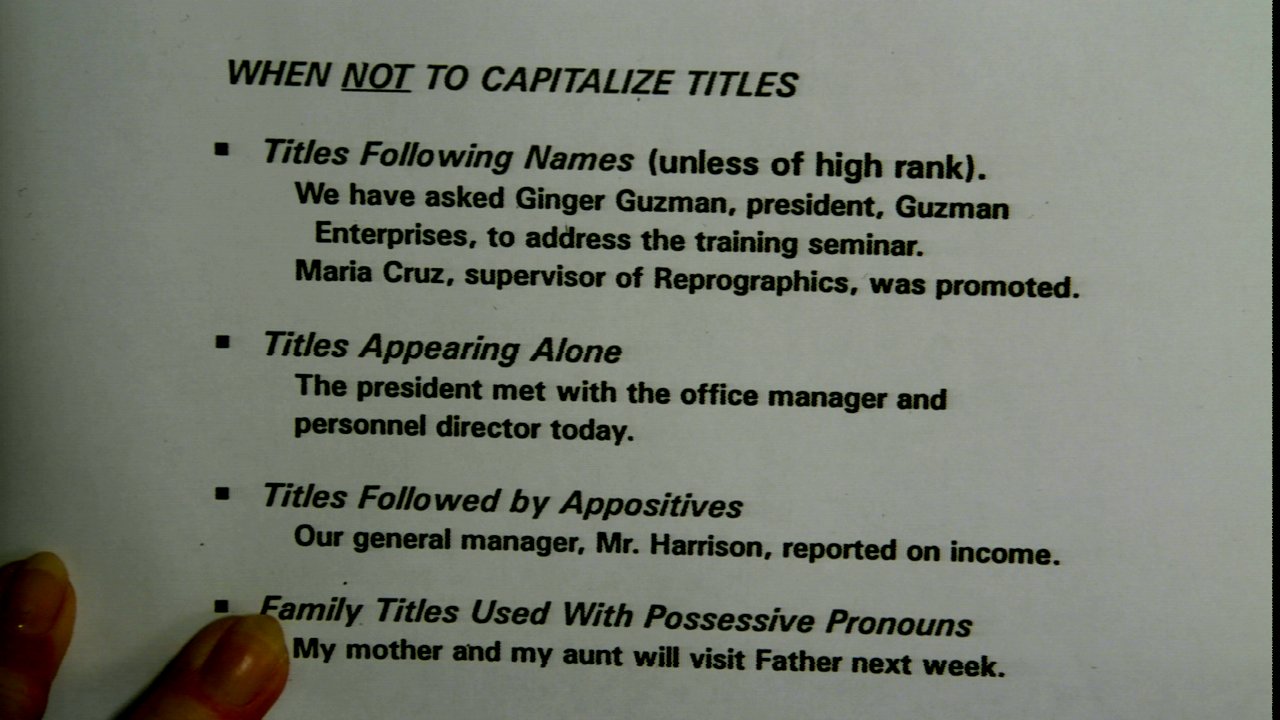 WHEN NOT TO CAPITALIZE TITLES
▪ Titles Following Names (unless of high rank).
We have asked Ginger Guzman, president, Guzman
Enterprises, to address the training seminar.
Maria Cruz, supervisor of Reprographics, was promoted.
▪ Titles Appearing Alone
The president met with the office manager and
personnel director today.
▪ Titles Followed by Appositives
Our general manager, Mr. Harrison, reported on income.
▪ Family Titles Used With Possessive Pronouns
My mother and my aunt will visit Father next week.